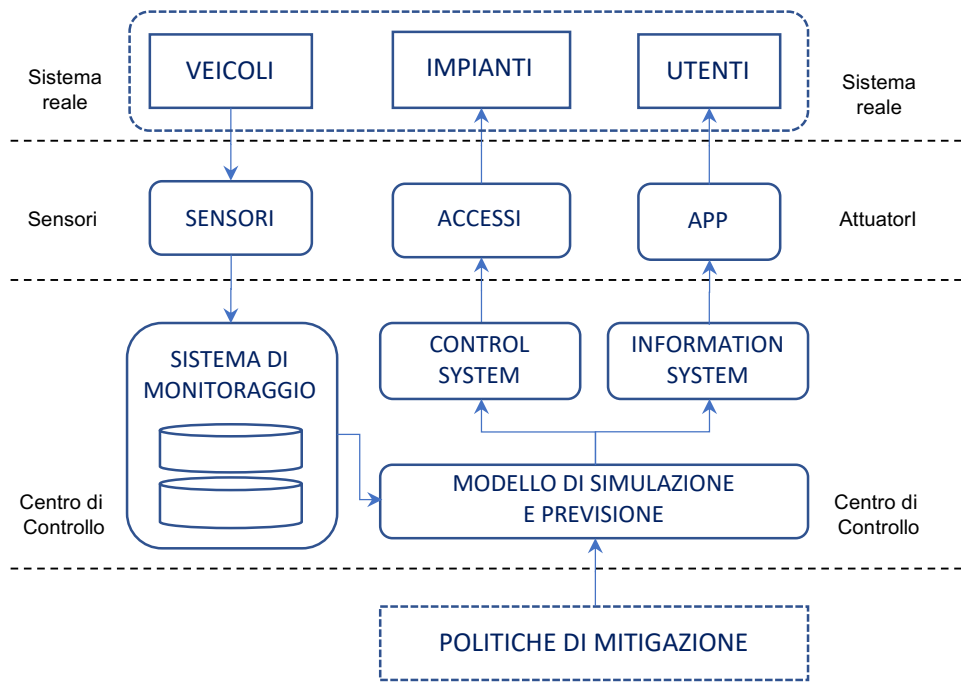 Sistema
reale
VEICOLI
IMPIANTI
UTENTI
Sistema
reale
Sensori
SENSORI
ACCESSI
APP
AttuatorI
SISTEMA DI
MONITORAGGIO
CONTROL
SYSTEM
INFORMATION
SYSTEM
Centro di
Controllo
MODELLO DI SIMULAZIONE
E PREVISIONE
Centro di
Controllo
POLITICHE DI MITIGAZIONE